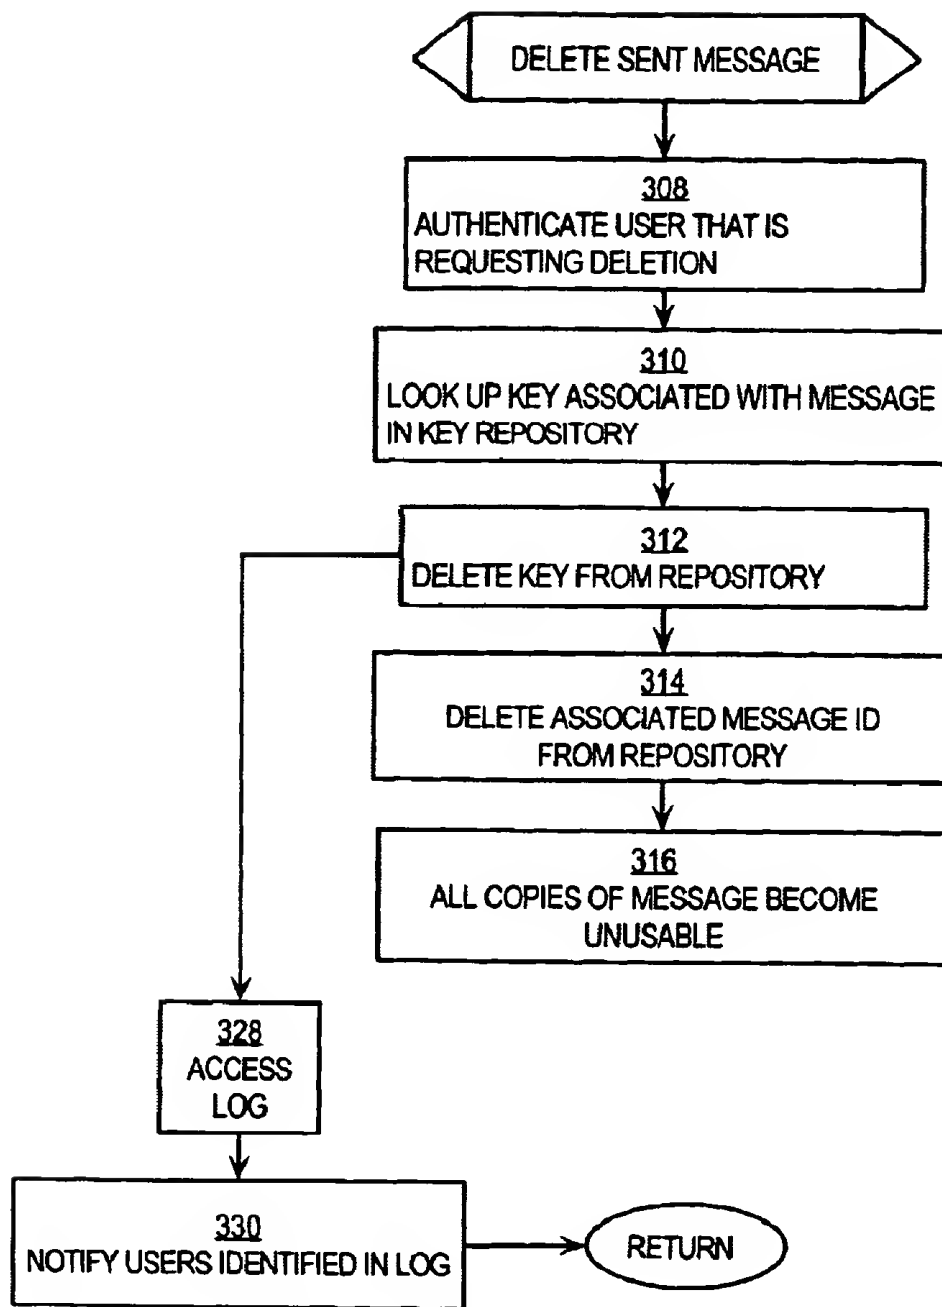 DELETE SENT MESSAGE
308
AUTHENTICATE USER THAT IS
REQUESTING DELETION
310
LOOK UP KEY ASSOCIATED WITH MESSAGE
IN KEY REPOSITORY
312
DELETE KEY FROM REPOSITORY
314
DELETE ASSOCIATED MESSAGE ID
FROM REPOSITORY
316
ALL COPIES OF MESSAGE BECOME
UNUSABLE
328
ACCESS
LOG
330
NOTIFY USERS IDENTIFIED IN LOG
RETURN